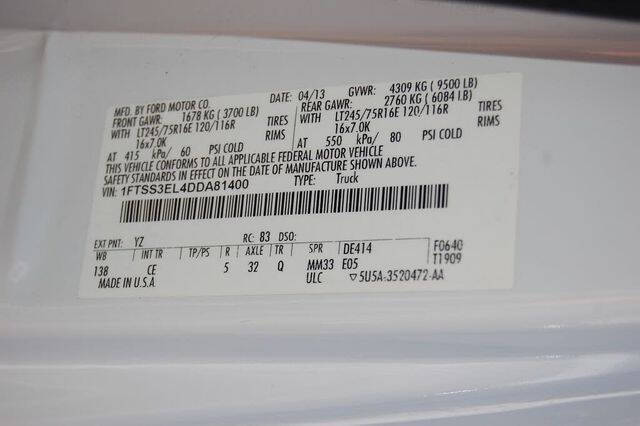 MFD. BY FORD MOTOR CO.
DATE: 04/13 GVWR: 4309 KG ( 9500 LB)
FRONT GAWR: 1678 KG ( 3700 LB) REAR GAWR: 2760 KG ( 6084 LB)
WITH LT245/75R16E 120/116R TIRES WITH LT245/75R16E 120/116R TIRES
16x7.0K RIMS 16x7.0K RIMS
AT 415 kPa/ 60 PSI COLD AT 550 kPa/ 80 PSI COLD
THIS VEHICLE CONFORMS TO ALL APPLICABLE FEDERAL MOTOR VEHICLE
SAFETY STANDARDS IN EFFECT ON THE DATE OF MANUFACTURE SHOWN ABOVE.
VIN: 1FTSS3EL4DDA81400 TYPE: Truck
EXT PNT: YZ RC: 83 DSO:
WB INT TR TP/PS R AXLE TR SPR DE414 F0640
138 CE 5 32 Q MM33 E05 T1909
MADE IN U.S.A. ULC ▽5U5A-3520472-AA